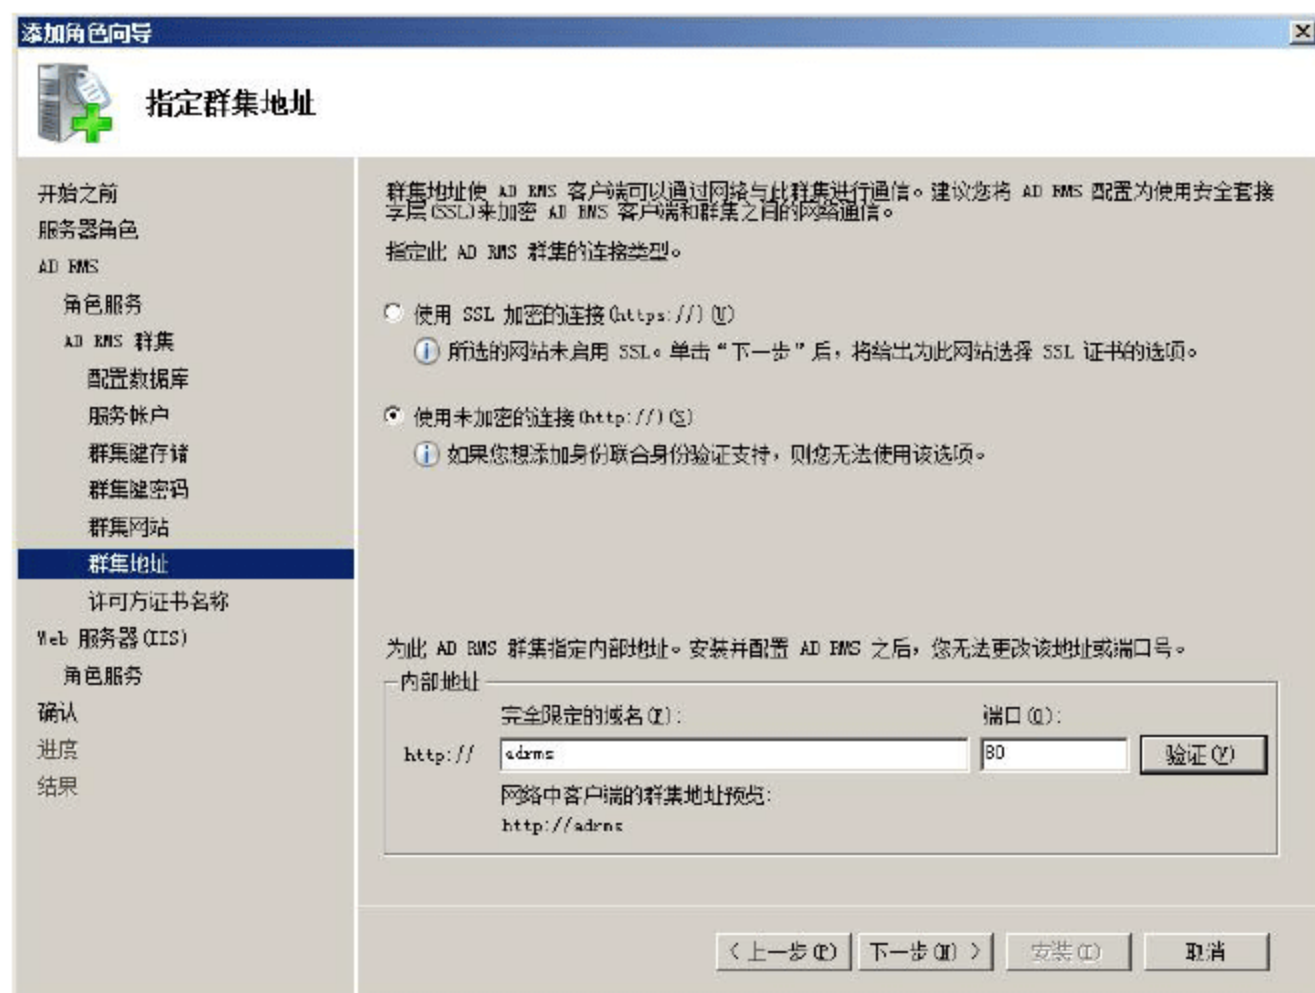 添加角色向导
指定群集地址
开始之前
服务器角色
AD RMS
角色服务
AD RMS 群集
配置数据库
服务帐户
群集键存储
群集键密码
群集网站
群集地址
许可方证书名称
Web 服务器(IIS)
角色服务
确认
进度
结果
群集地址使 AD RMS 客户端可以通过网络与此群集进行通信。建议您将 AD RMS 配置为使用安全套接
字层(SSL)来加密 AD RMS 客户端和群集之间的网络通信。
指定此 AD RMS 群集的连接类型。
使用 SSL 加密的连接(https://)(U)
所选的网站未启用 SSL。单击“下一步”后，将给出为此网站选择 SSL 证书的选项。
使用未加密的连接(http://)(S)
如果您想添加身份联合身份验证支持，则您无法使用该选项。
为此 AD RMS 群集指定内部地址。安装并配置 AD RMS 之后，您无法更改该地址或端口号。
内部地址
完全限定的域名(F): 端口(O):
http:// adrms 80 验证(V)
网络中客户端的群集地址预览:
http://adrms
< 上一步(P) 下一步(N) > 安装(I) 取消